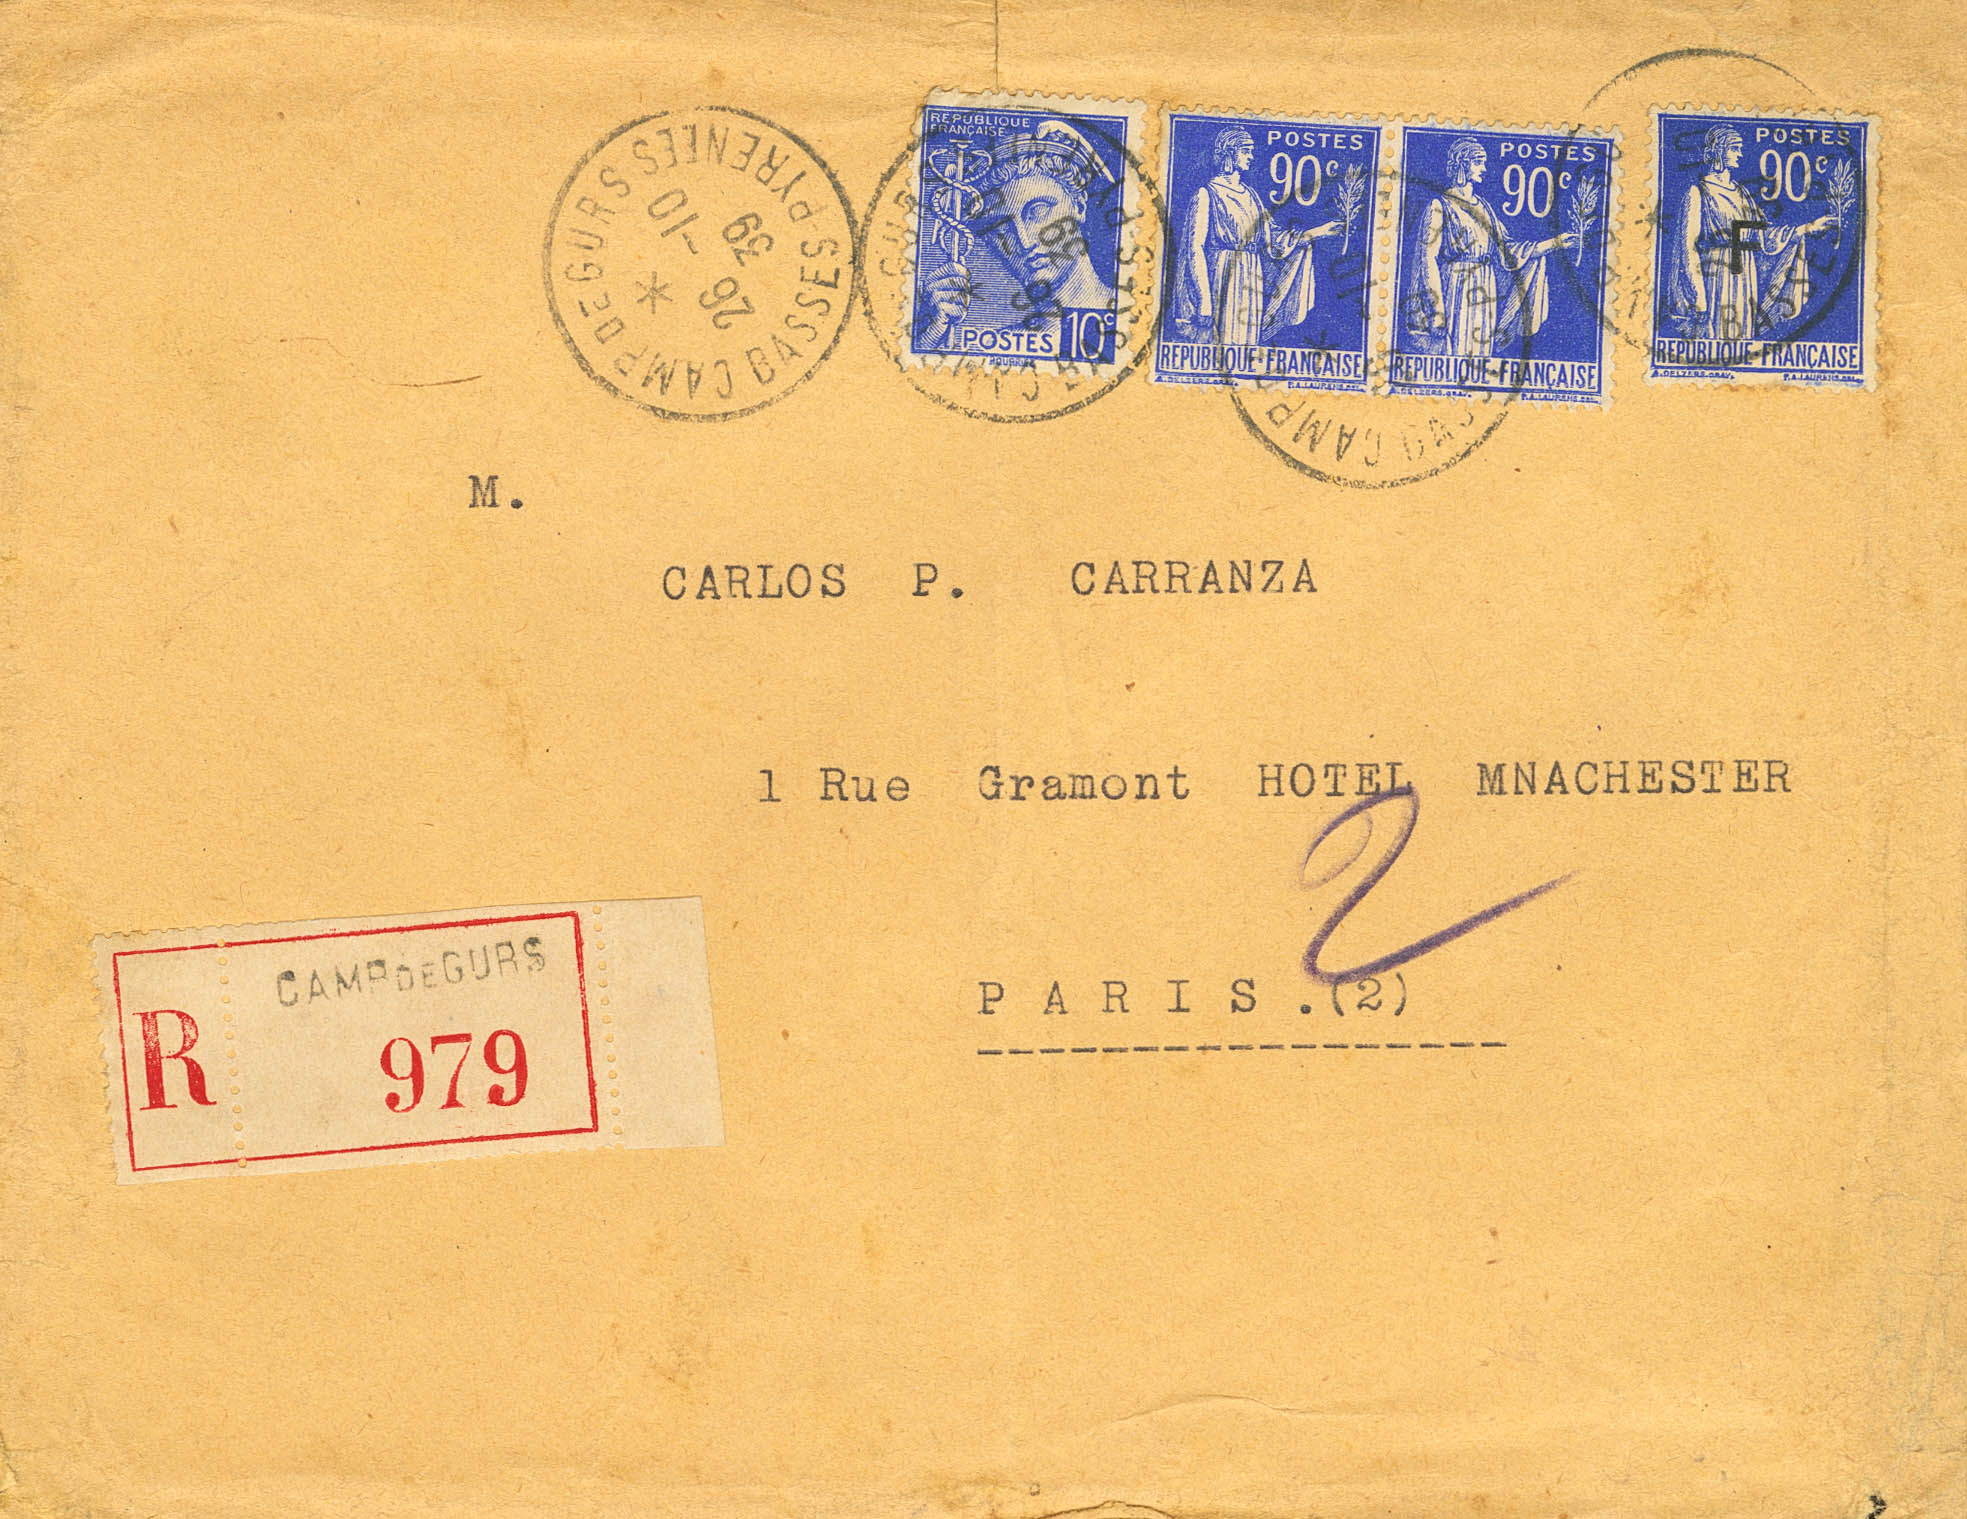 CAMP DE GURS
* 26 -10 39
BASSES-PYRENEES
REPUBLIQUE
FRANÇAISE
POSTES 10c
POSTES
90c
REPUBLIQUE-FRANÇAISE
POSTES
90c
REPUBLIQUE-FRANÇAISE
POSTES
90c
F
REPUBLIQUE-FRANÇAISE
M.
CARLOS P. CARRANZA
1 Rue Gramont HOTEL MNACHESTER
2
P A R I S .(2)
CAMP DE GURS
R 979